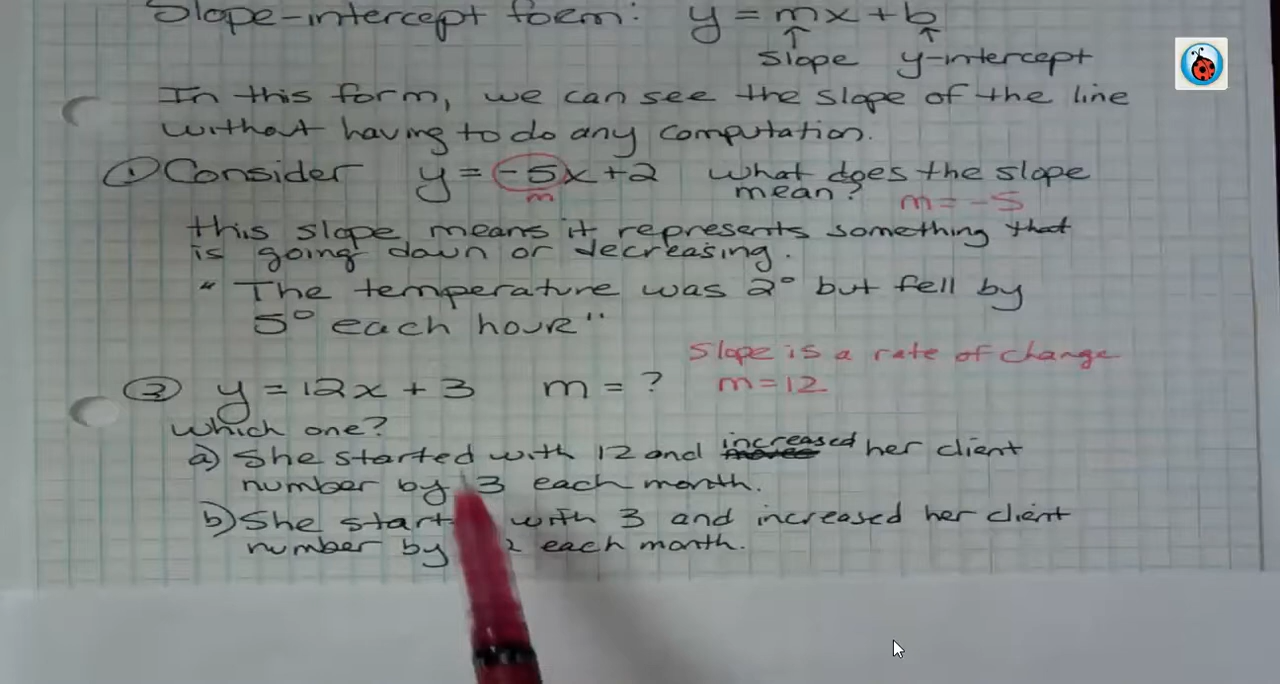 Slope-intercept form: y = mx + b
↑ ↑
slope y-intercept
In this form, we can see the slope of the line
without having to do any computation.
① Consider y = -5x + 2 what does the slope
mean? m = -5
m
this slope means it represents something that
is going down or decreasing.
" The temperature was 2° but fell by
5° each hour"
Slope is a rate of change
② y = 12x + 3 m = ? m = 12
Which one?
a) She started with 12 and increased her client
number by 3 each month.
b) She start with 3 and increased her client
number by 2 each month.